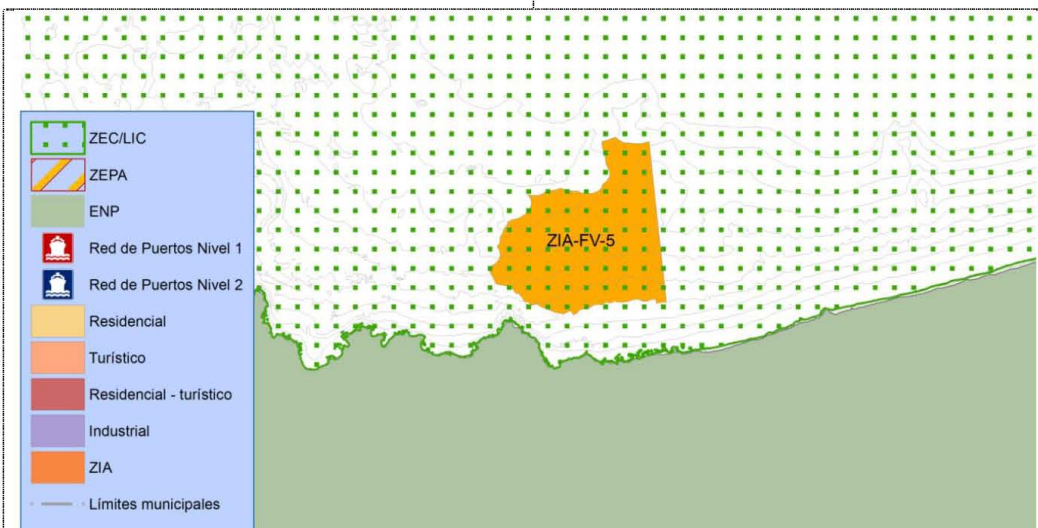 ZEC/LIC
ZEPA
ENP
Red de Puertos Nivel 1
Red de Puertos Nivel 2
Residencial
Turístico
Residencial - turístico
Industrial
ZIA
Límites municipales
ZIA-FV-5